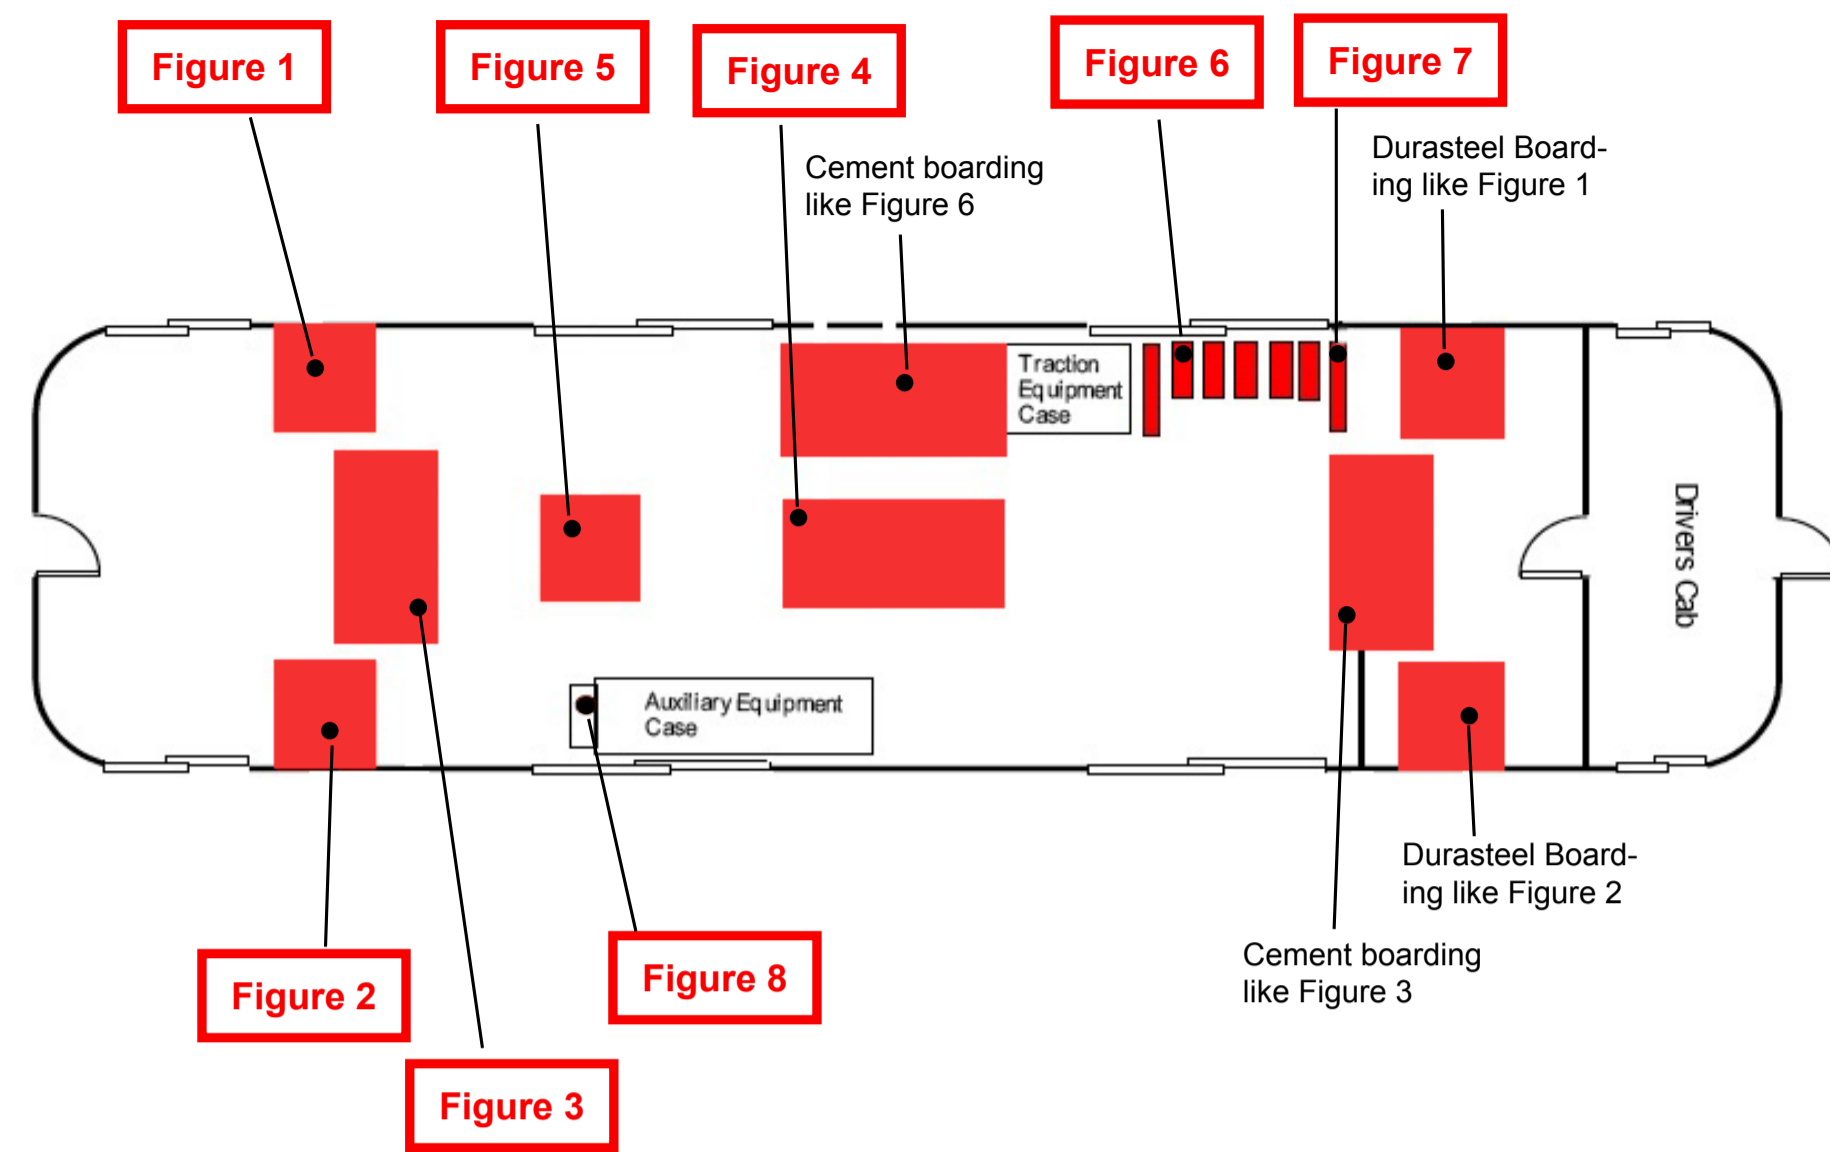 Figure 1
Figure 5
Figure 4
Figure 6
Figure 7
Cement boarding
like Figure 6
Durasteel Board-
ing like Figure 1
Traction
Equipment
Case
Drivers Cab
Auxiliary Equipment
Case
Durasteel Board-
ing like Figure 2
Cement boarding
like Figure 3
Figure 2
Figure 8
Figure 3